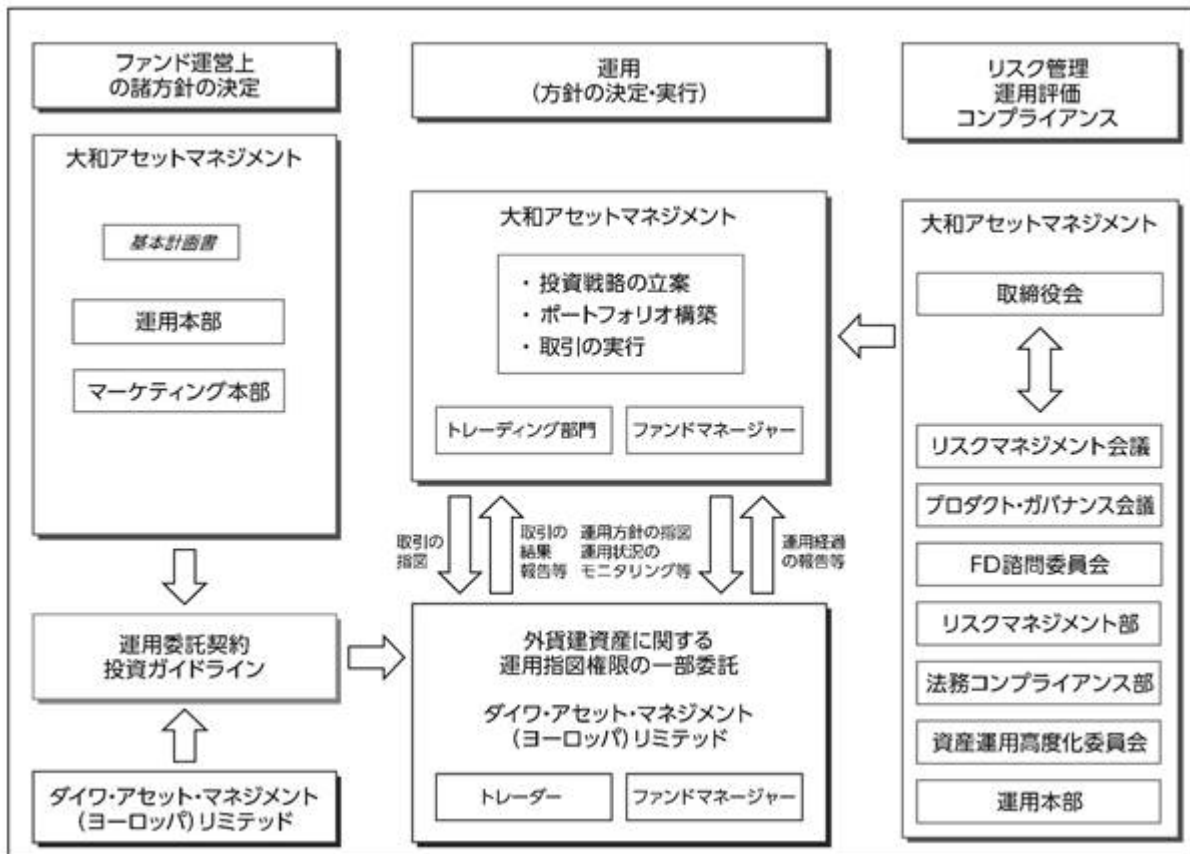 ファンド運営上
の諸方針の決定
大和アセットマネジメント
基本計画書
運用本部
マーケティング本部
運用委託契約
投資ガイドライン
ダイワ・アセット・マネジメント
(ヨーロッパ)リミテッド
運用
(方針の決定・実行)
大和アセットマネジメント
・ 投資戦略の立案
・ ポートフォリオ構築
・ 取引の実行
トレーディング部門
ファンドマネージャー
取引の
指図
取引の
結果
報告等
運用方針の指図
運用状況の
モニタリング等
運用経過
の報告等
外貨建資産に関する
運用指図権限の一部委託
ダイワ・アセット・マネジメント
(ヨーロッパ)リミテッド
トレーダー
ファンドマネージャー
リスク管理
運用評価
コンプライアンス
大和アセットマネジメント
取締役会
リスクマネジメント会議
プロダクト・ガバナンス会議
FD諮問委員会
リスクマネジメント部
法務コンプライアンス部
資産運用高度化委員会
運用本部